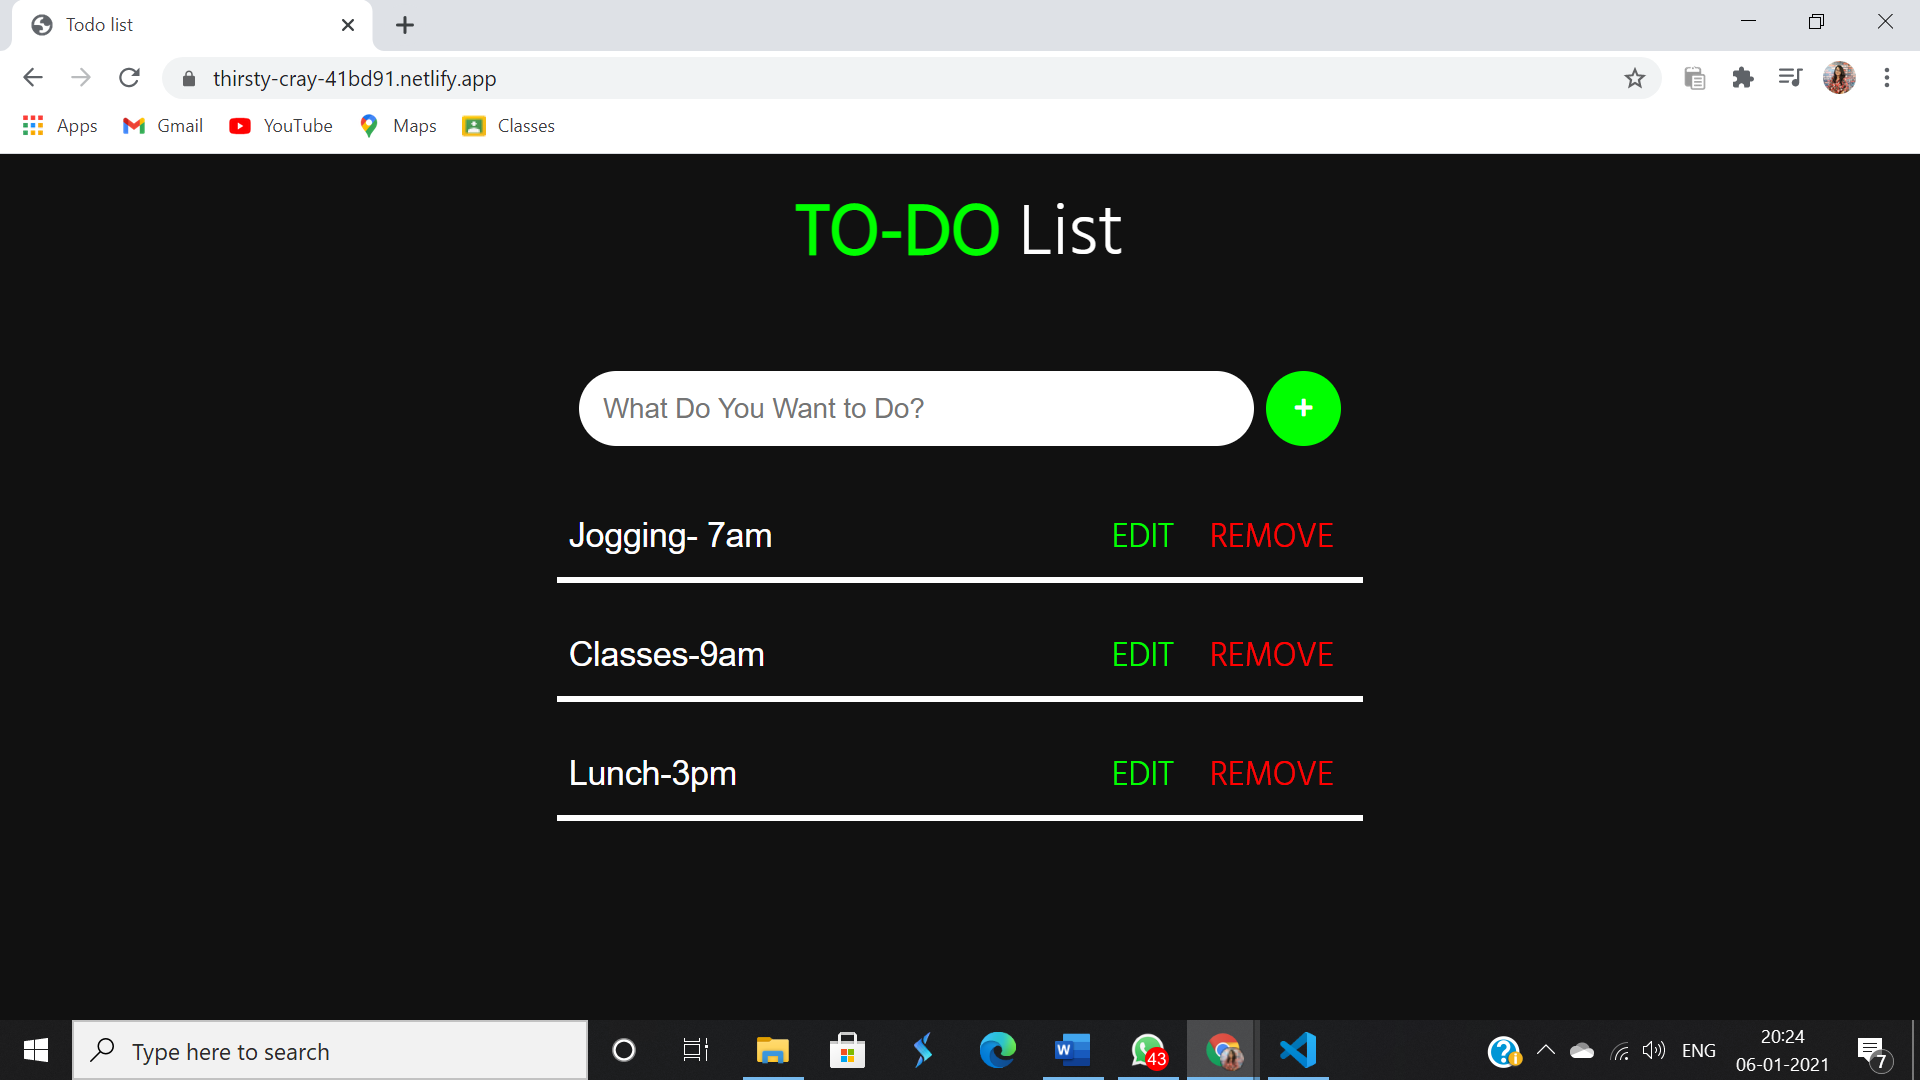 Todo list
thirsty-cray-41bd91.netlify.app
Apps Gmail YouTube Maps Classes
TO-DO List
What Do You Want to Do?
+
Jogging- 7am EDIT REMOVE
Classes-9am EDIT REMOVE
Lunch-3pm EDIT REMOVE
Type here to search
W
43
ENG
20:24
06-01-2021
7